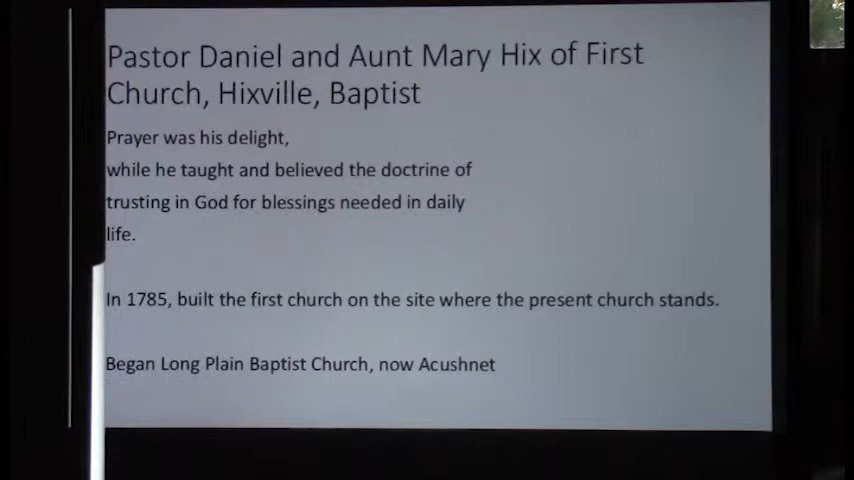 Pastor Daniel and Aunt Mary Hix of First
Church, Hixville, Baptist
Prayer was his delight,
while he taught and believed the doctrine of
trusting in God for blessings needed in daily
life.
In 1785, built the first church on the site where the present church stands.
Began Long Plain Baptist Church, now Acushnet